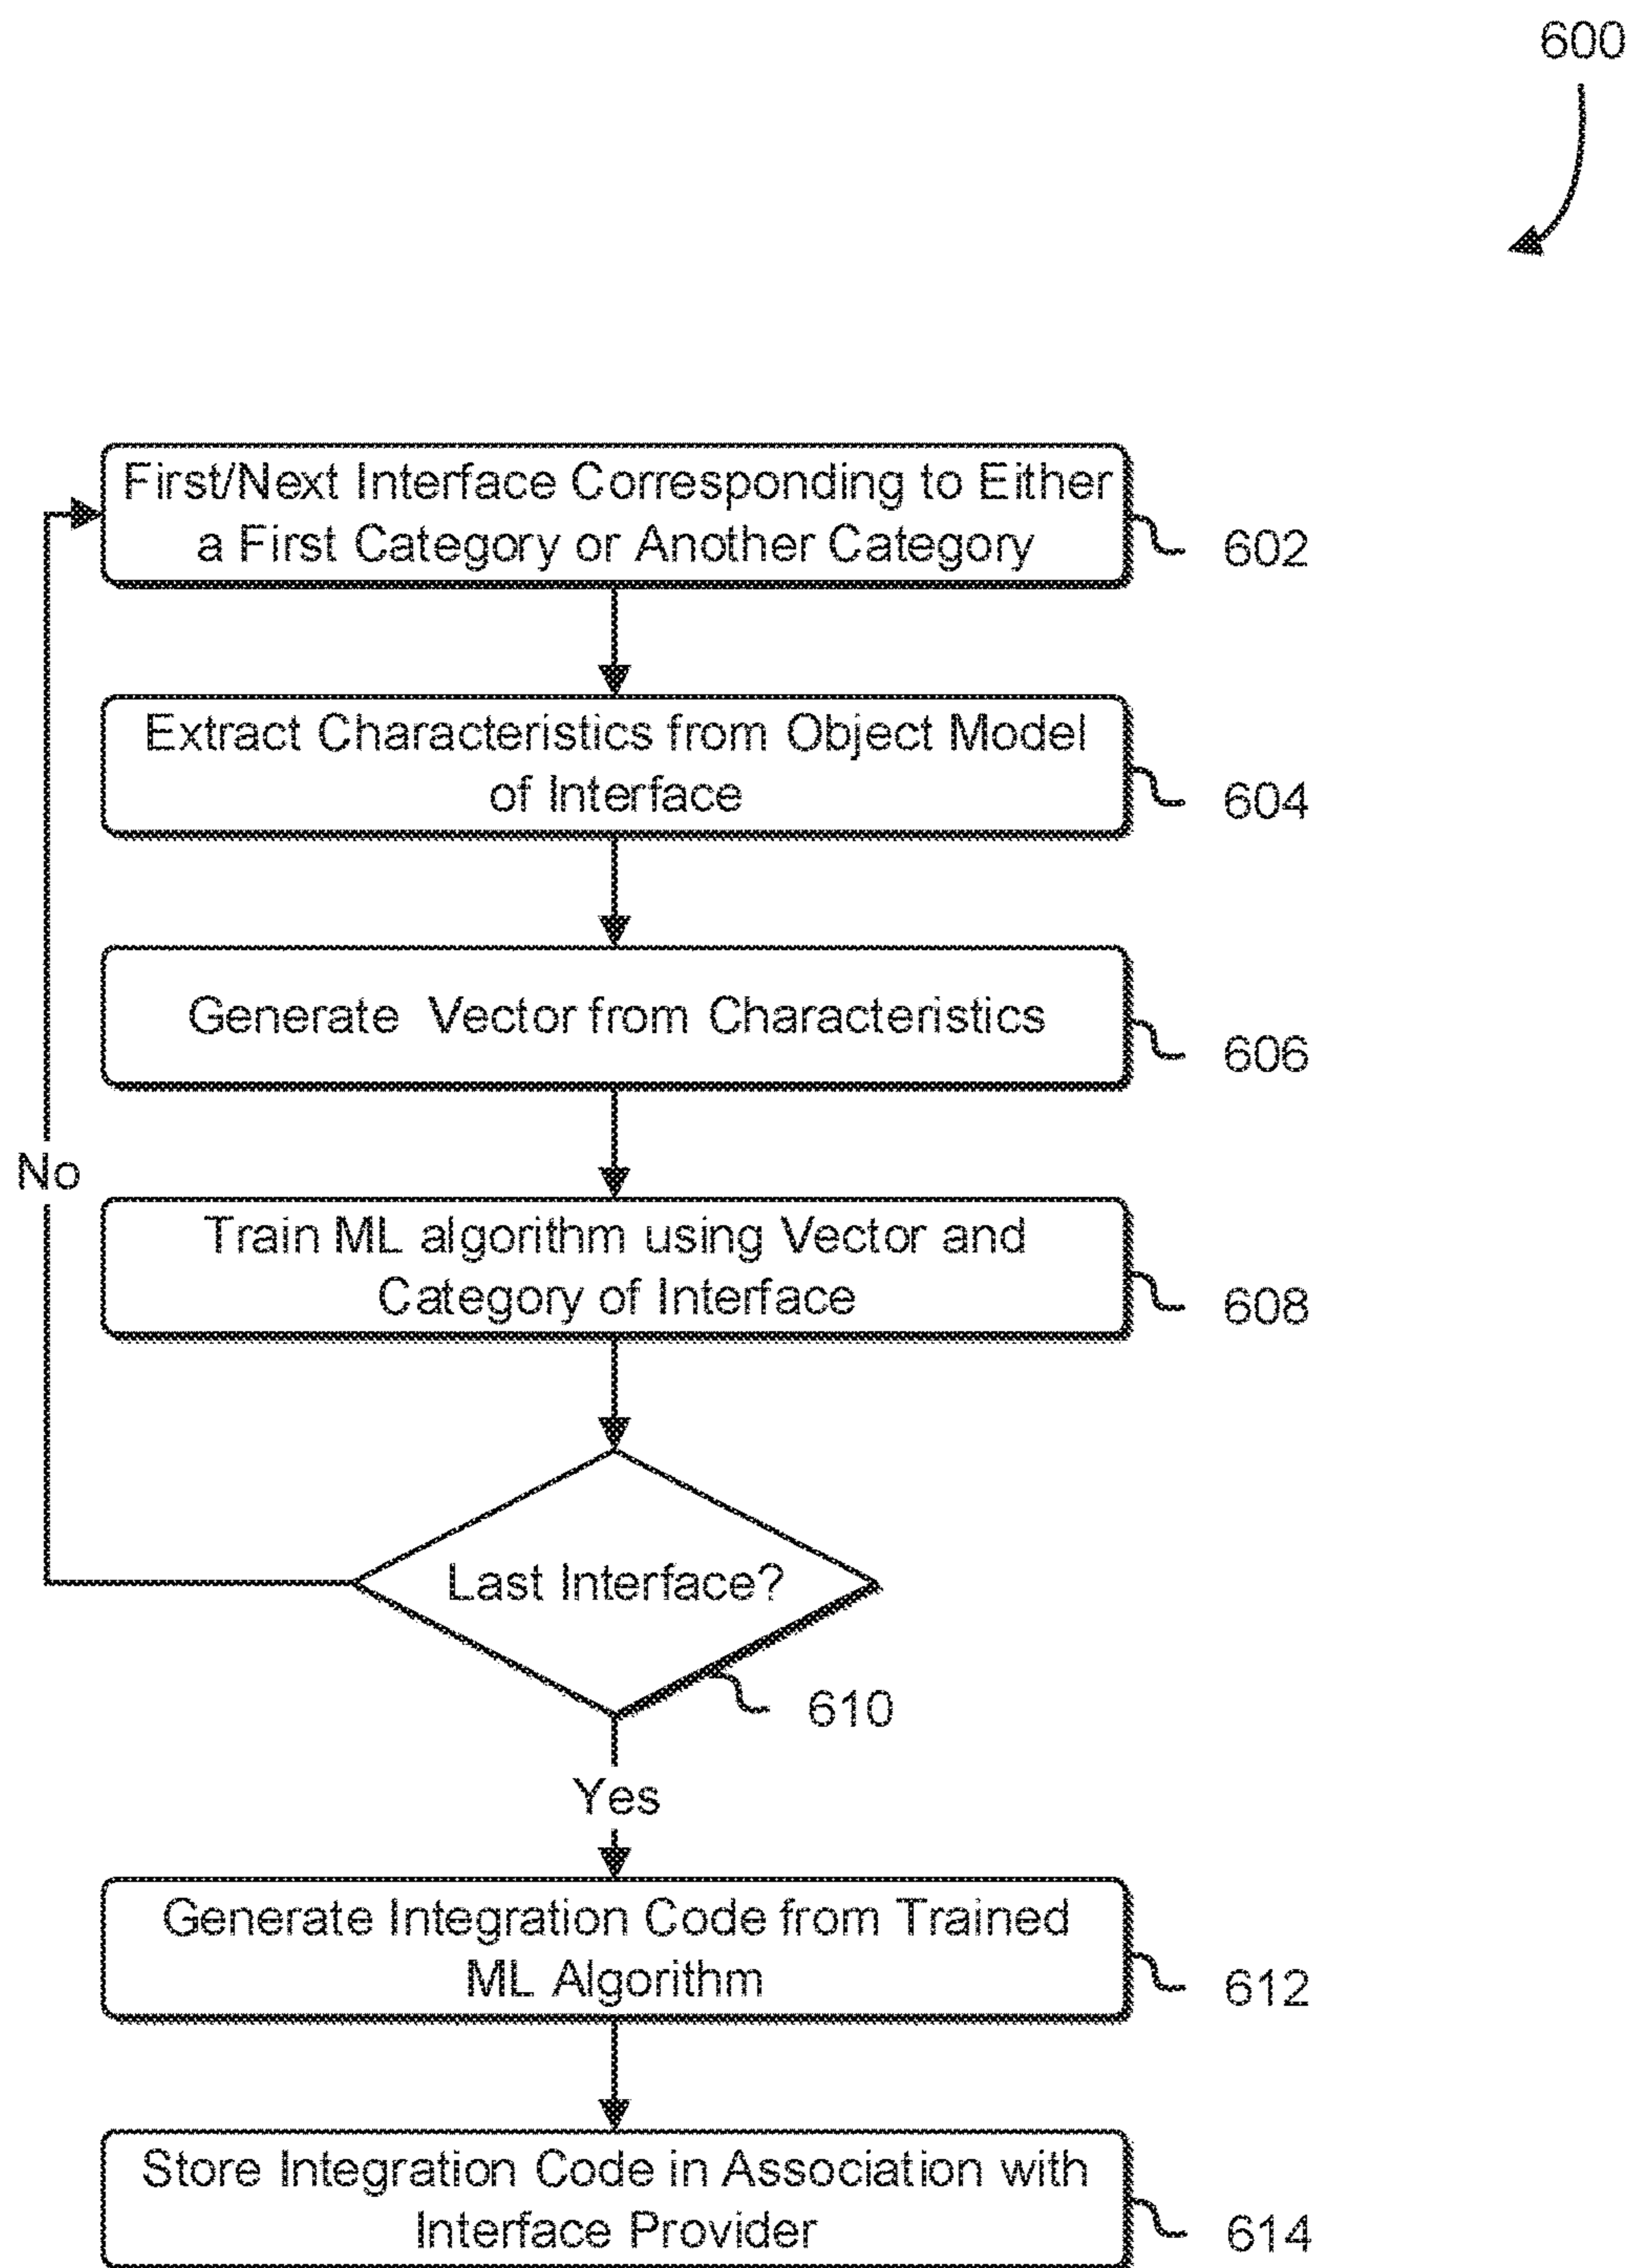 600
First/Next Interface Corresponding to Either
a First Category or Another Category
602
Extract Characteristics from Object Model
of Interface
604
Generate Vector from Characteristics
606
No
Train ML algorithm using Vector and
Category of Interface
608
Last Interface?
610
Yes
Generate Integration Code from Trained
ML Algorithm
612
Store Integration Code in Association with
Interface Provider
614